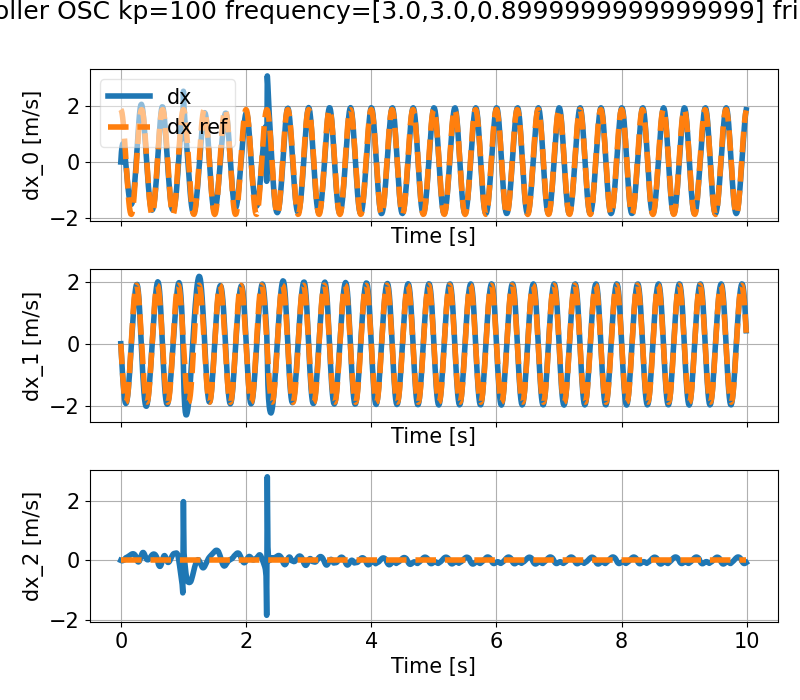 oller OSC kp=100 frequency=[3.0,3.0,0.8999999999999999] fri
dx
dx ref
dx_0 [m/s]
2
0
−2
Time [s]
dx_1 [m/s]
2
0
−2
Time [s]
dx_2 [m/s]
2
0
−2
0 2 4 6 8 10
Time [s]